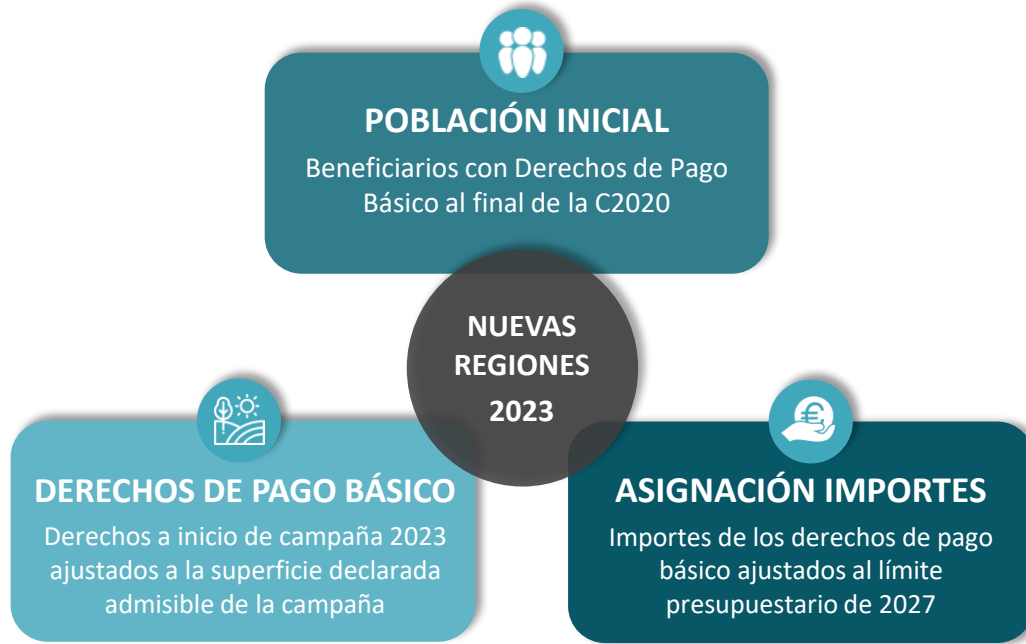 POBLACIÓN INICIAL
Beneficiarios con Derechos de Pago
Básico al final de la C2020
NUEVAS
REGIONES
2023
DERECHOS DE PAGO BÁSICO
Derechos a inicio de campaña 2023
ajustados a la superficie declarada
admisible de la campaña
ASIGNACIÓN IMPORTES
Importes de los derechos de pago
básico ajustados al límite
presupuestario de 2027